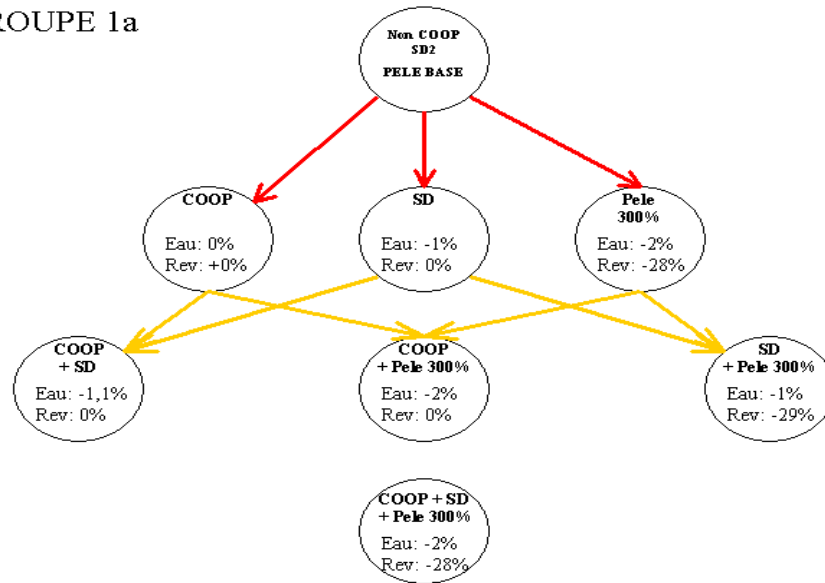 ROUPE 1a
Non COOP
SD2
PELE BASE
COOP
Eau: 0%
Rev: +0%
SD
Eau: -1%
Rev: 0%
Pele
300%
Eau: -2%
Rev: -28%
COOP
+ SD
Eau: -1,1%
Rev: 0%
COOP
+ Pele 300%
Eau: -2%
Rev: 0%
SD
+ Pele 300%
Eau: -1%
Rev: -29%
COOP + SD
+ Pele 300%
Eau: -2%
Rev: -28%